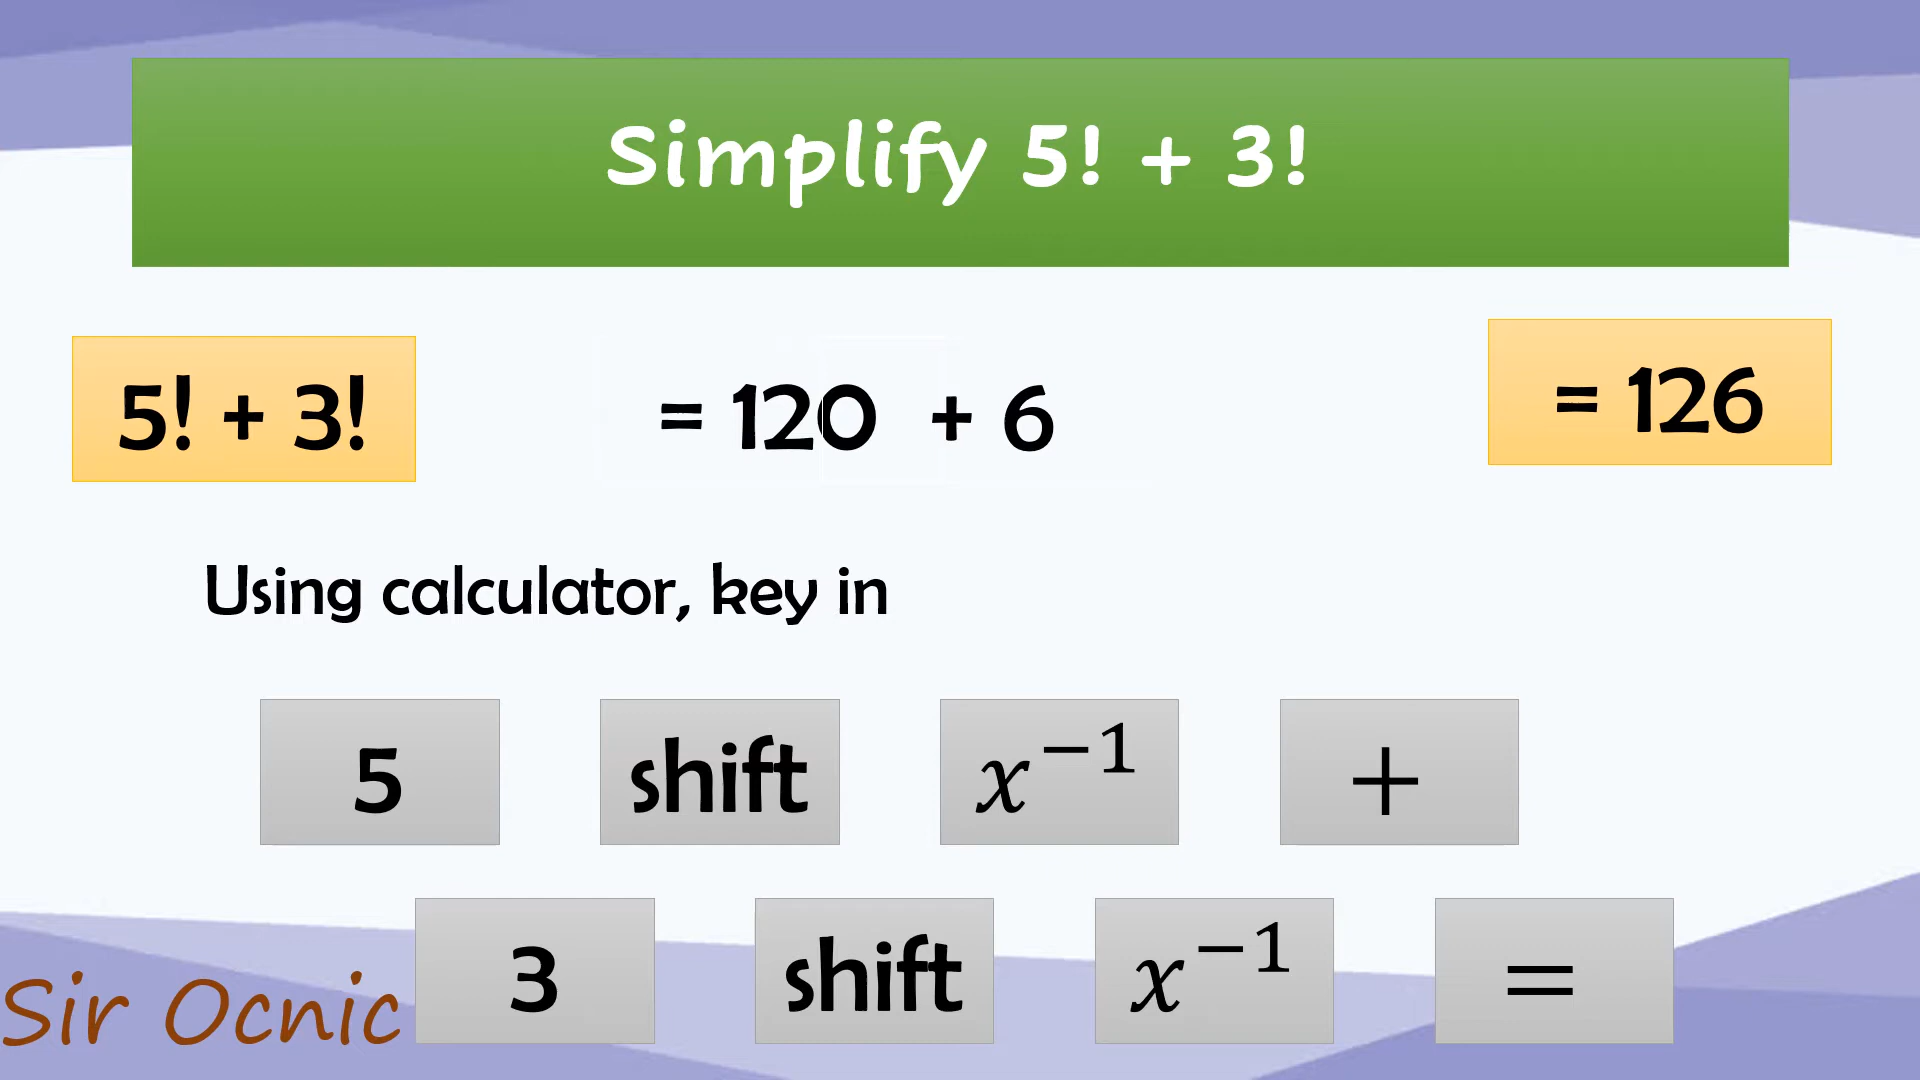 Simplify 5! + 3!
5! + 3! = 120 + 6 = 126
Using calculator, key in
5 shift x⁻¹ +
3 shift x⁻¹ =
Sir Ocnic